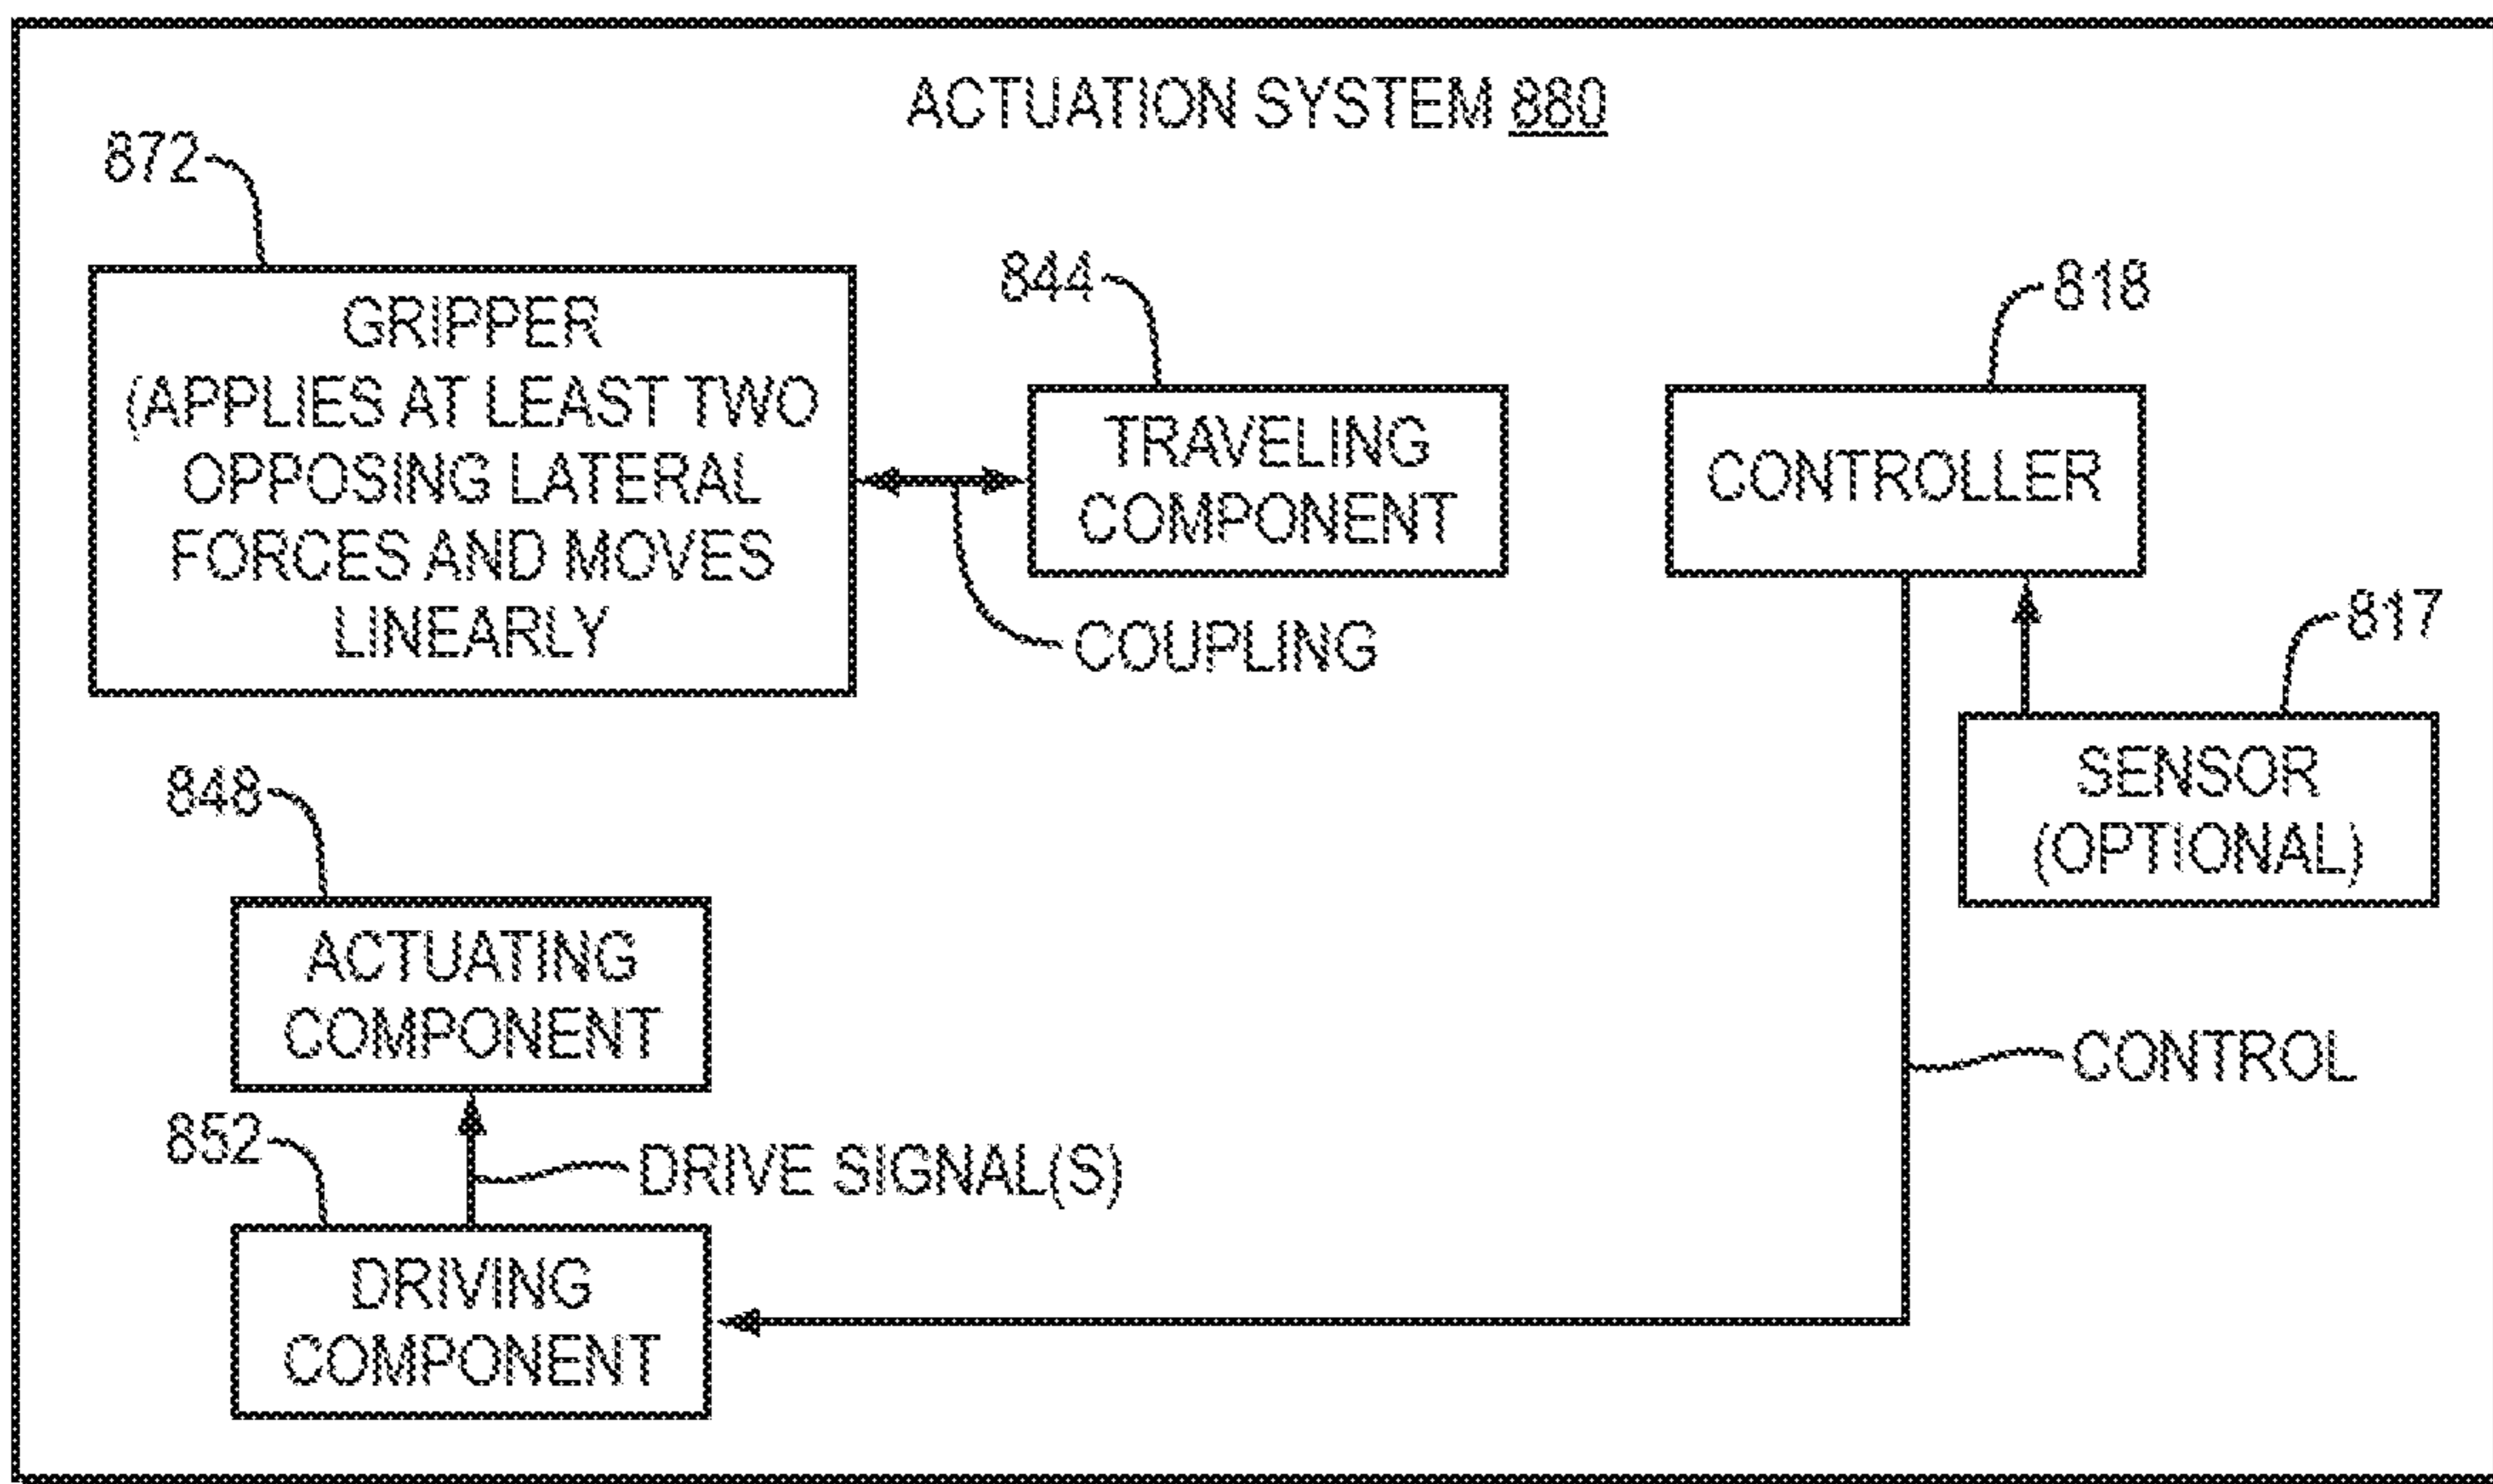 ACTUATION SYSTEM 880
872
GRIPPER
(APPLIES AT LEAST TWO
OPPOSING LATERAL
FORCES AND MOVES
LINEARLY
844
TRAVELING
COMPONENT
COUPLING
818
CONTROLLER
817
SENSOR
(OPTIONAL)
848
ACTUATING
COMPONENT
852
DRIVE SIGNAL(S)
CONTROL
DRIVING
COMPONENT